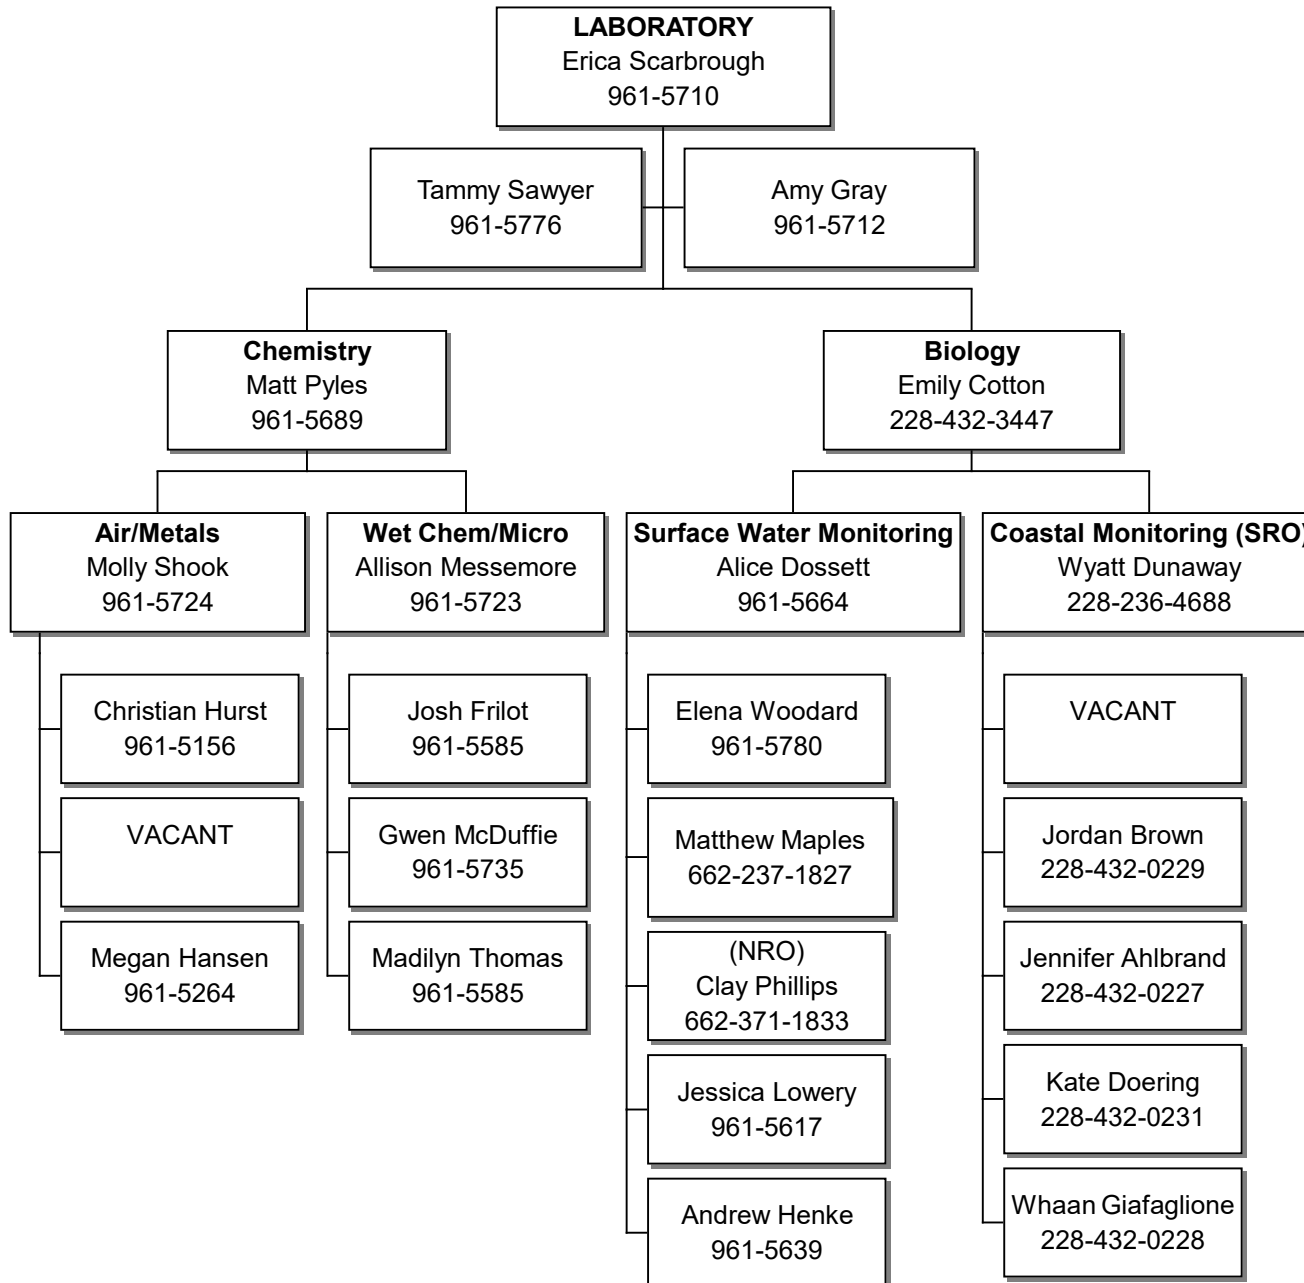 LABORATORY
Erica Scarbrough
961-5710
Tammy Sawyer
961-5776
Amy Gray
961-5712
Chemistry
Matt Pyles
961-5689
Biology
Emily Cotton
228-432-3447
Air/Metals
Molly Shook
961-5724
Wet Chem/Micro
Allison Messemore
961-5723
Surface Water Monitoring
Alice Dossett
961-5664
Coastal Monitoring (SRO)
Wyatt Dunaway
228-236-4688
Christian Hurst
961-5156
VACANT
Megan Hansen
961-5264
Josh Frilot
961-5585
Gwen McDuffie
961-5735
Madilyn Thomas
961-5585
Elena Woodard
961-5780
Matthew Maples
662-237-1827
(NRO)
Clay Phillips
662-371-1833
Jessica Lowery
961-5617
Andrew Henke
961-5639
VACANT
Jordan Brown
228-432-0229
Jennifer Ahlbrand
228-432-0227
Kate Doering
228-432-0231
Whaan Giafaglione
228-432-0228